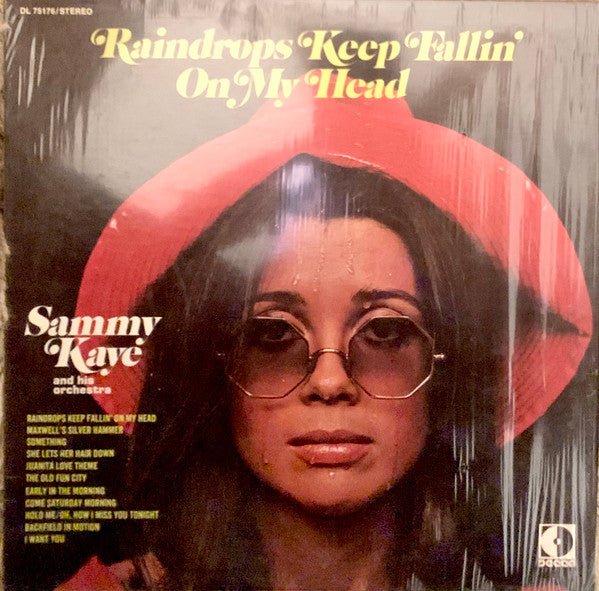 DL 75176/STEREO
Raindrops Keep Fallin'
On My Head
Sammy
Kaye
and his
orchestra
RAINDROPS KEEP FALLIN' ON MY HEAD
MAXWELL'S SILVER HAMMER
SOMETHING
SHE LETS HER HAIR DOWN
JUANITA LOVE THEME
THE OLD FUN CITY
EARLY IN THE MORNING
COME SATURDAY MORNING
HOLD ME/OH, HOW I MISS YOU TONIGHT
BACKFIELD IN MOTION
I WANT YOU
DECCA